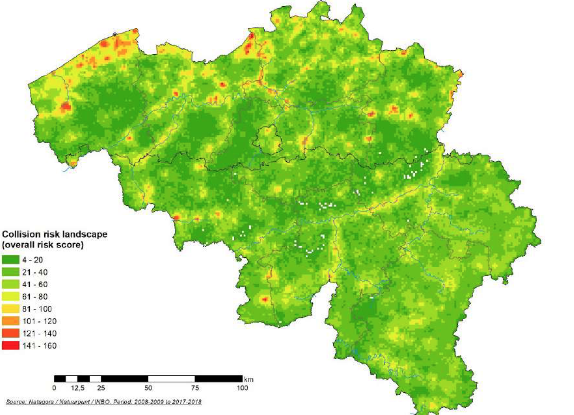 Collision risk landscape
(overall risk score)
4 - 20
21 - 40
41 - 60
61 - 80
81 - 100
101 - 120
121 - 140
141 - 160
0 12,5 25 50 75 100 km
Source: Natagora / Natuurpunt / INBO. Period: 2008-2009 to 2017-2018